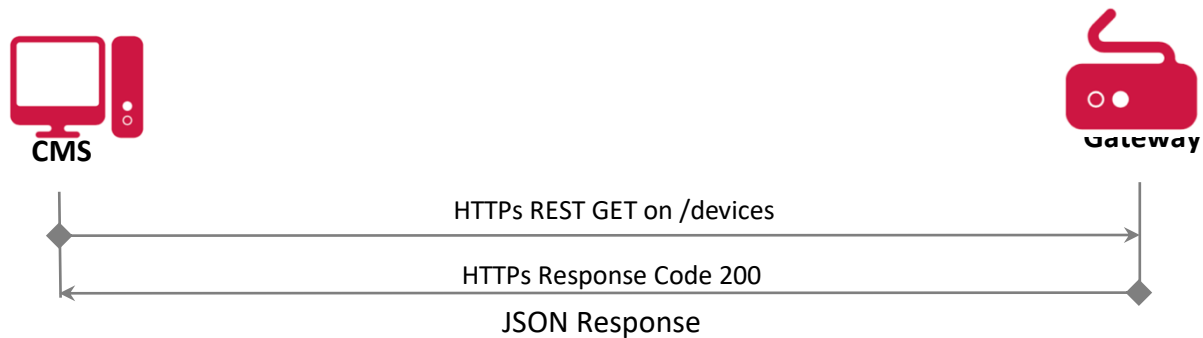 CMS
Gateway
HTTPs REST GET on /devices
HTTPs Response Code 200
JSON Response